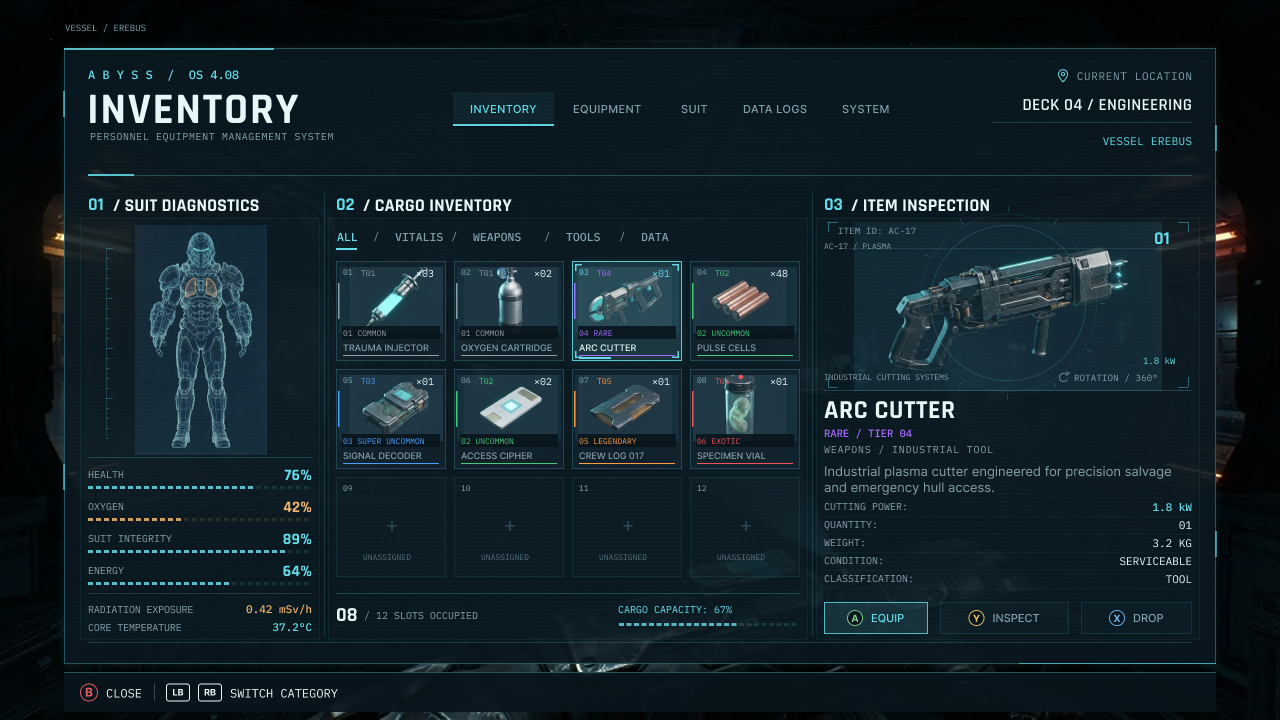 VESSEL / EREBUS
ABYSS / OS 4.08
INVENTORY
PERSONNEL EQUIPMENT MANAGEMENT SYSTEM
INVENTORY EQUIPMENT SUIT DATA LOGS SYSTEM
CURRENT LOCATION
DECK 04 / ENGINEERING
VESSEL EREBUS
01 / SUIT DIAGNOSTICS
HEALTH 76%
OXYGEN 42%
SUIT INTEGRITY 89%
ENERGY 64%
RADIATION EXPOSURE 0.42 mSv/h
CORE TEMPERATURE 37.2°C
02 / CARGO INVENTORY
ALL / VITALIS / WEAPONS / TOOLS / DATA
01 T01 ×03
01 COMMON
TRAUMA INJECTOR
02 T01 ×02
01 COMMON
OXYGEN CARTRIDGE
03 T04 ×01
04 RARE
ARC CUTTER
04 T02 ×48
02 UNCOMMON
PULSE CELLS
05 T03 ×01
03 SUPER UNCOMMON
SIGNAL DECODER
06 T02 ×02
02 UNCOMMON
ACCESS CIPHER
07 T05 ×01
05 LEGENDARY
CREW LOG 017
08 ×01
06 EXOTIC
SPECIMEN VIAL
09
+
UNASSIGNED
10
+
UNASSIGNED
11
+
UNASSIGNED
12
+
UNASSIGNED
08 / 12 SLOTS OCCUPIED
CARGO CAPACITY: 67%
03 / ITEM INSPECTION
ITEM ID: AC-17
01
AC-17 / PLASMA
1.8 kW
INDUSTRIAL CUTTING SYSTEMS
ROTATION / 360°
ARC CUTTER
RARE / TIER 04
WEAPONS / INDUSTRIAL TOOL
Industrial plasma cutter engineered for precision salvage
and emergency hull access.
CUTTING POWER: 1.8 kW
QUANTITY: 01
WEIGHT: 3.2 KG
CONDITION: SERVICEABLE
CLASSIFICATION: TOOL
A EQUIP
Y INSPECT
X DROP
B CLOSE LB RB SWITCH CATEGORY